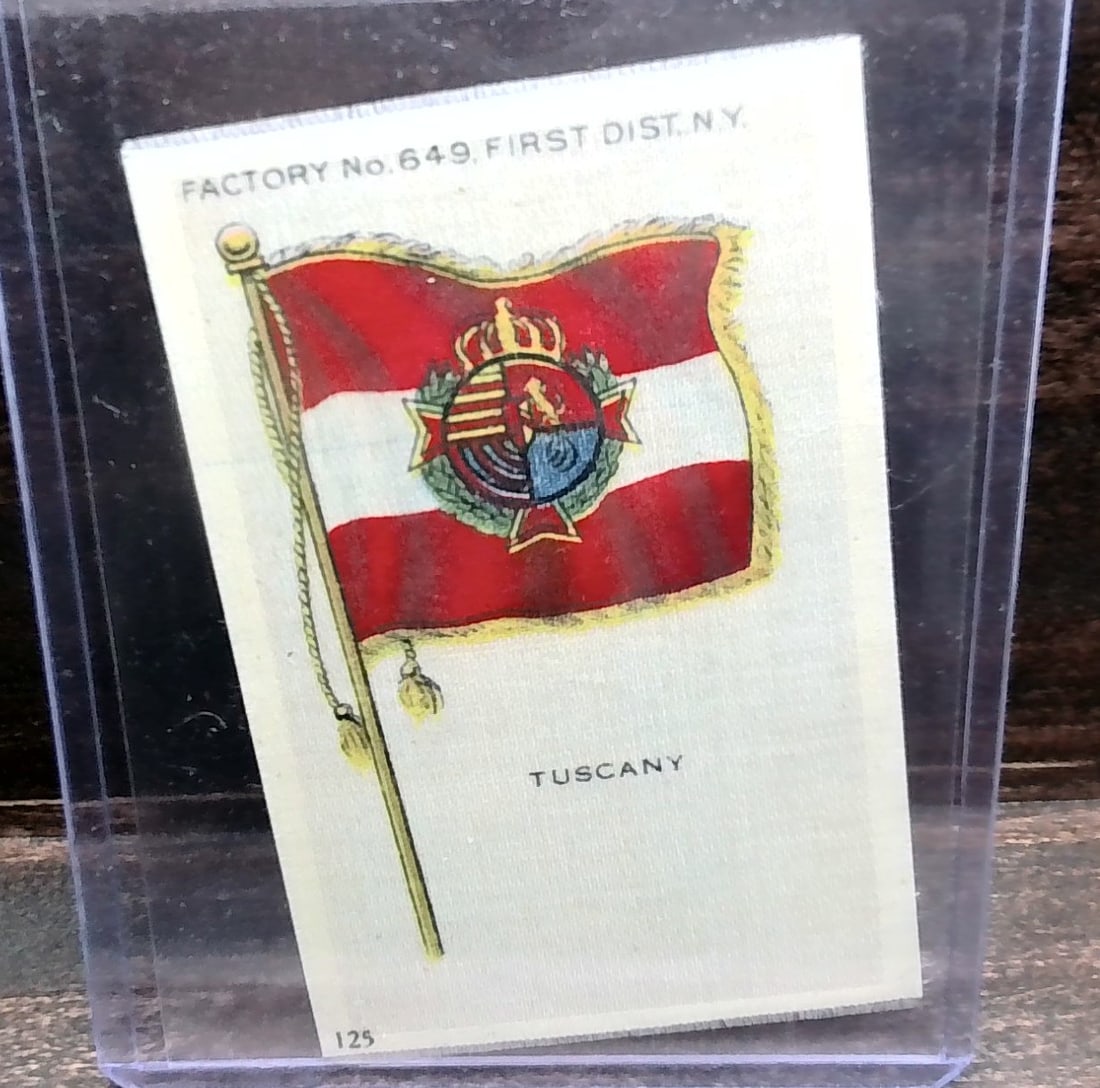 FACTORY No. 649, FIRST DIST. N.Y.
TUSCANY
125